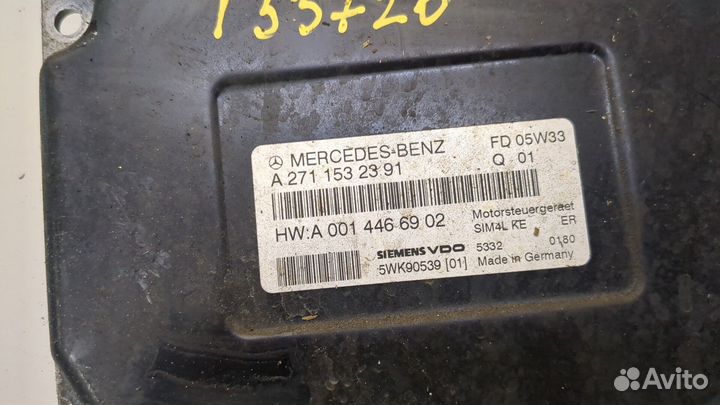 155720
MERCEDES-BENZ FD 05W33
A 271 153 23 91 Q 01
HW:A 001 446 69 02 Motorsteuergeraet
SIM4L KE ER
SIEMENS VDO 5332 0180
5WK90539 [01] Made in Germany
Avito